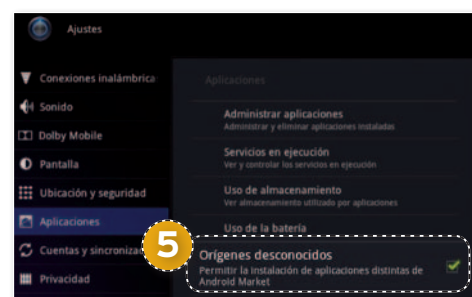 Ajustes
Conexiones inalámbrica
Sonido
Dolby Mobile
Pantalla
Ubicación y seguridad
Aplicaciones
Cuentas y sincroniza
Privacidad
Aplicaciones
Administrar aplicaciones
Administrar y eliminar aplicaciones instaladas
Servicios en ejecución
Ver y controlar los servicios en ejecución
Uso de almacenamiento
Ver almacenamiento utilizado por aplicaciones
Uso de la batería
5
Orígenes desconocidos
Permitir la instalación de aplicaciones distintas de
Android Market